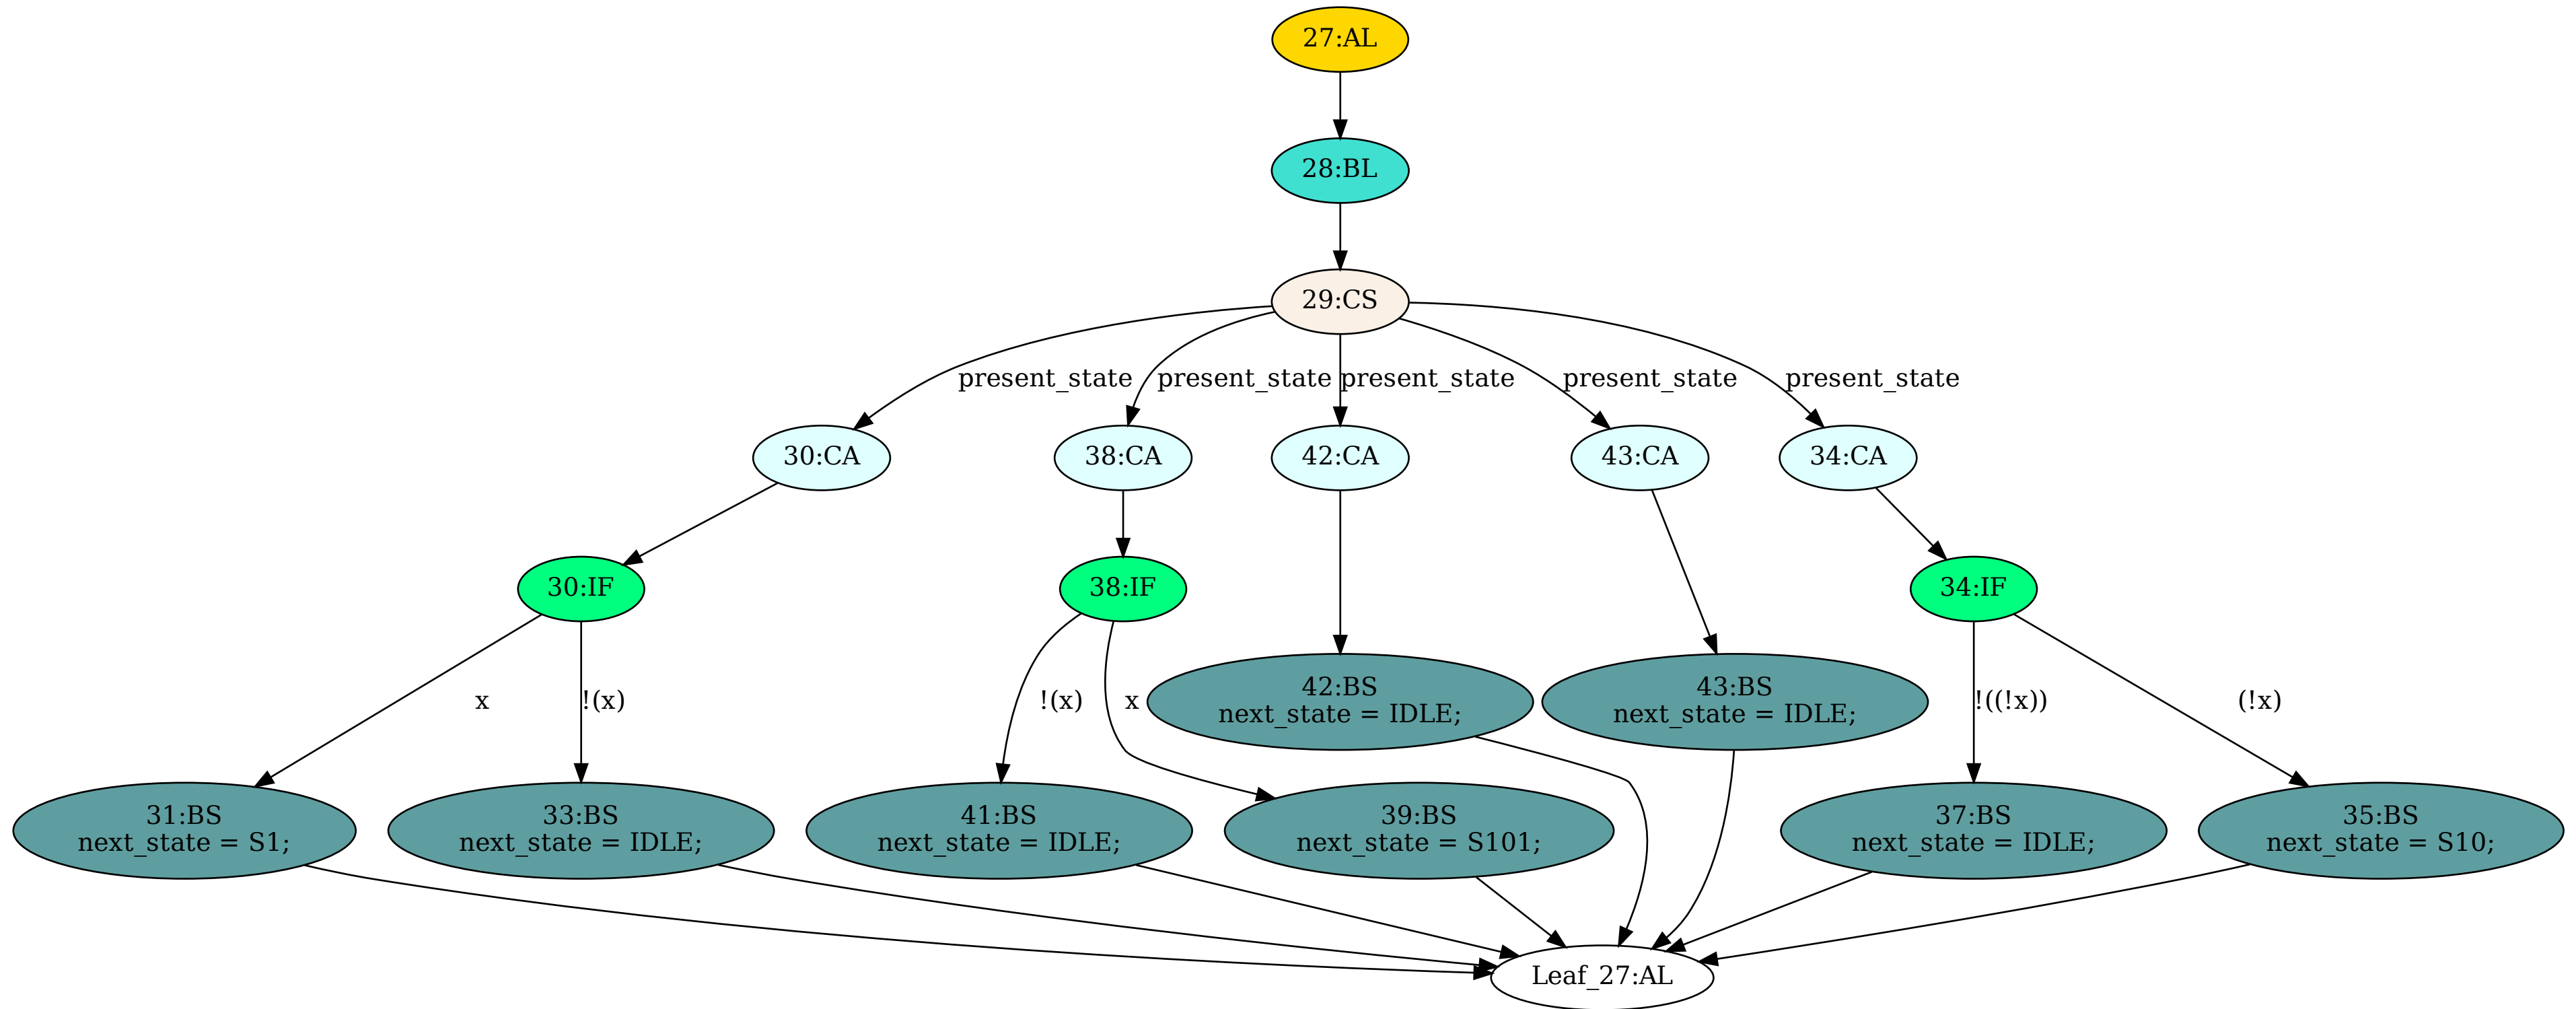 27:AL
28:BL
29:CS
present_state
present_state
present_state
present_state
present_state
30:CA
38:CA
42:CA
43:CA
34:CA
30:IF
38:IF
34:IF
x
!(x)
!(x)
x
42:BS
next_state = IDLE;
43:BS
next_state = IDLE;
!((!x))
(!x)
31:BS
next_state = S1;
33:BS
next_state = IDLE;
41:BS
next_state = IDLE;
39:BS
next_state = S101;
37:BS
next_state = IDLE;
35:BS
next_state = S10;
Leaf_27:AL